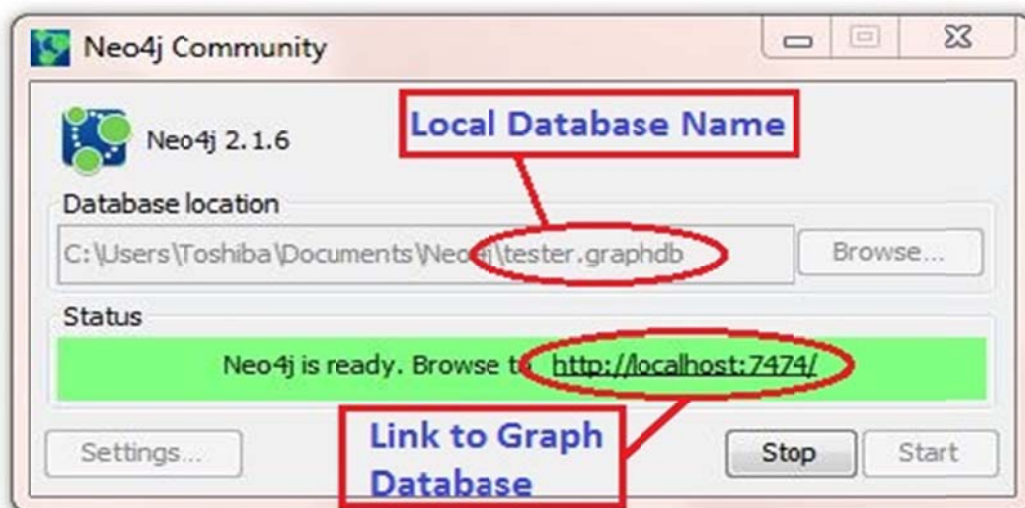 Neo4j Community
Neo4j 2.1.6
Local Database Name
Database location
C:\Users\Toshiba\Documents\Neo4j\tester.graphdb
Browse...
Status
Neo4j is ready. Browse to http://localhost:7474/
Settings...
Link to Graph
Database
Stop
Start